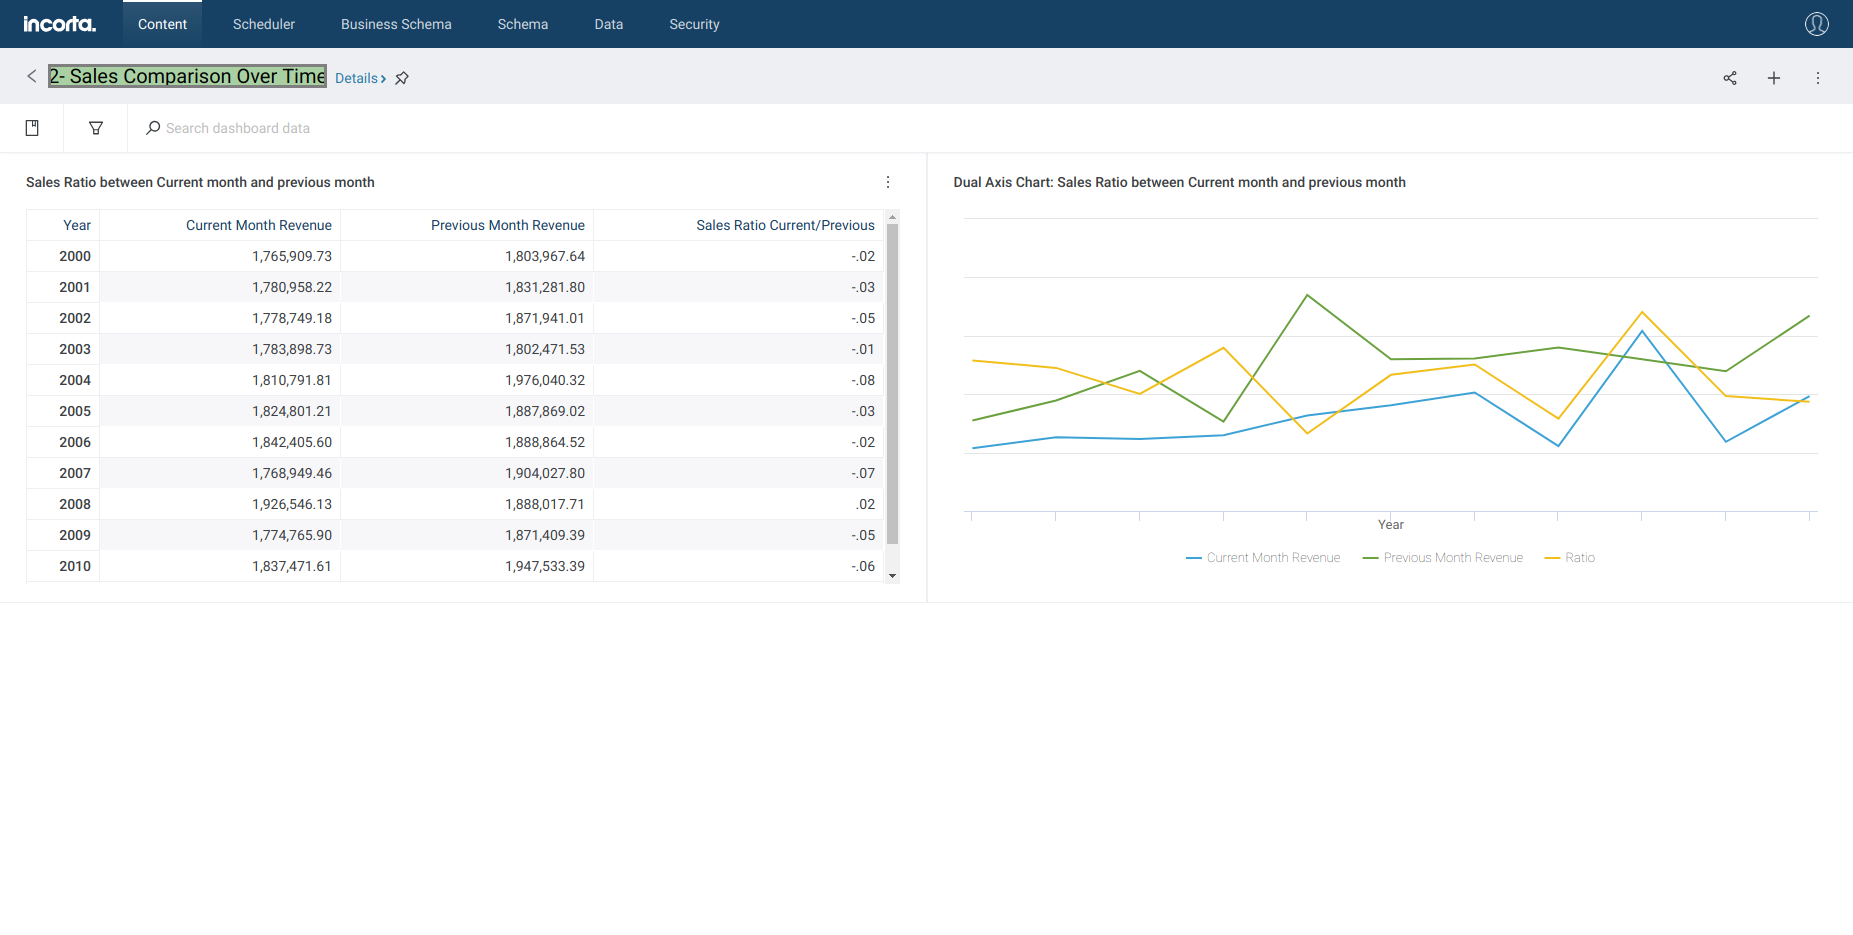 incorta.
Content
Scheduler
Business Schema
Schema
Data
Security
2- Sales Comparison Over Time
Details
Search dashboard data
Sales Ratio between Current month and previous month
Year Current Month Revenue Previous Month Revenue Sales Ratio Current/Previous
2000 1,765,909.73 1,803,967.64 -.02
2001 1,780,958.22 1,831,281.80 -.03
2002 1,778,749.18 1,871,941.01 -.05
2003 1,783,898.73 1,802,471.53 -.01
2004 1,810,791.81 1,976,040.32 -.08
2005 1,824,801.21 1,887,869.02 -.03
2006 1,842,405.60 1,888,864.52 -.02
2007 1,768,949.46 1,904,027.80 -.07
2008 1,926,546.13 1,888,017.71 .02
2009 1,774,765.90 1,871,409.39 -.05
2010 1,837,471.61 1,947,533.39 -.06
Dual Axis Chart: Sales Ratio between Current month and previous month
Year
Current Month Revenue Previous Month Revenue Ratio